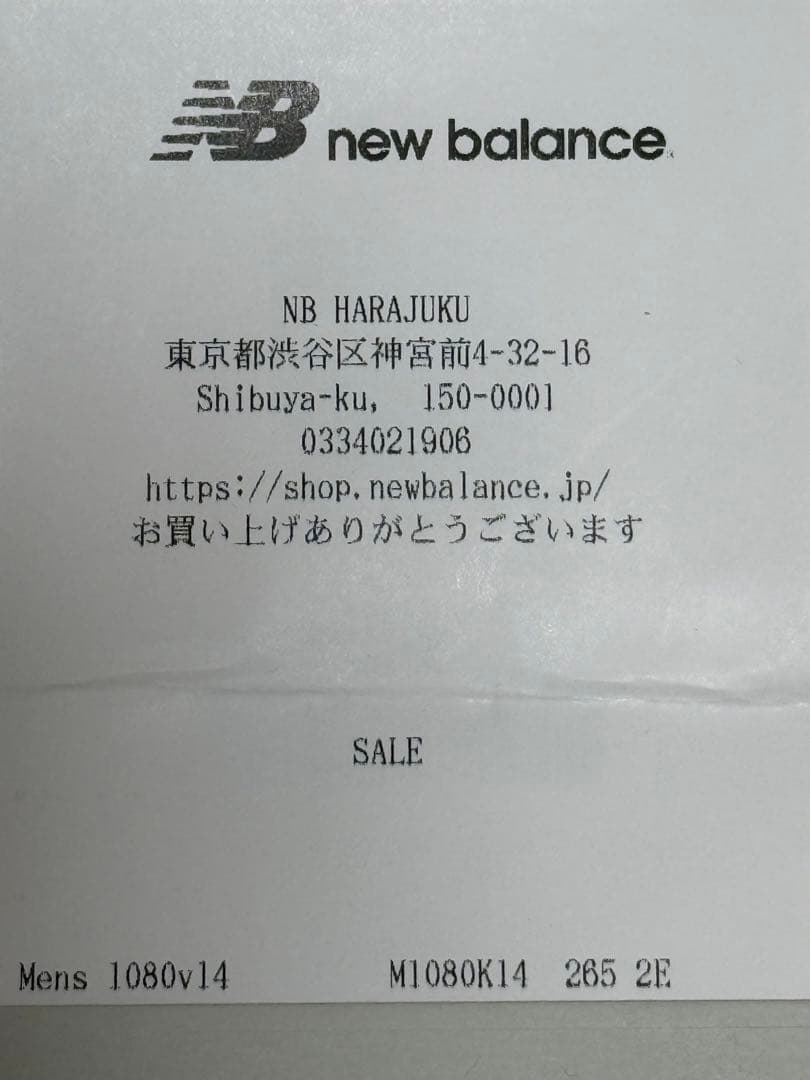 NB new balance
NB HARAJUKU
東京都渋谷区神宮前4-32-16
Shibuya-ku, 150-0001
0334021906
https://shop.newbalance.jp/
お買い上げありがとうございます
SALE
Mens 1080v14 M1080K14 265 2E